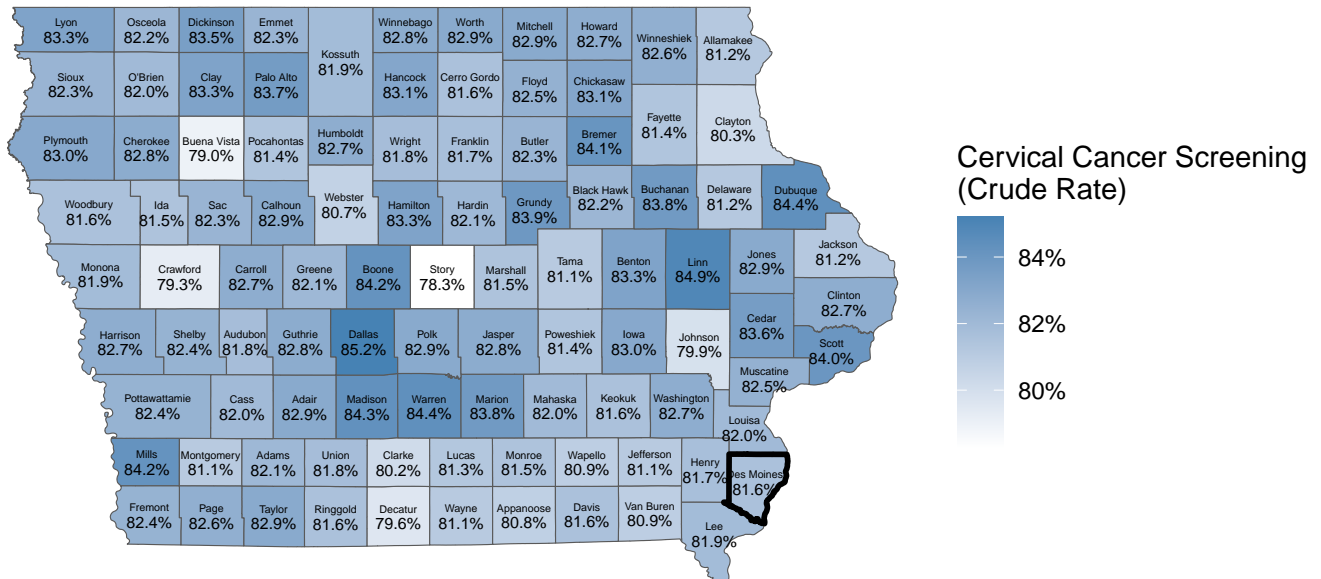 Lyon
83.3%
Osceola
82.2%
Dickinson
83.5%
Emmet
82.3%
Kossuth
81.9%
Winnebago
82.8%
Worth
82.9%
Mitchell
82.9%
Howard
82.7%
Winneshiek
82.6%
Allamakee
81.2%
Sioux
82.3%
O'Brien
82.0%
Clay
83.3%
Palo Alto
83.7%
Hancock
83.1%
Cerro Gordo
81.6%
Floyd
82.5%
Chickasaw
83.1%
Fayette
81.4%
Clayton
80.3%
Plymouth
83.0%
Cherokee
82.8%
Buena Vista
79.0%
Pocahontas
81.4%
Humboldt
82.7%
Wright
81.8%
Franklin
81.7%
Butler
82.3%
Bremer
84.1%
Woodbury
81.6%
Ida
81.5%
Sac
82.3%
Calhoun
82.9%
Webster
80.7%
Hamilton
83.3%
Hardin
82.1%
Grundy
83.9%
Black Hawk
82.2%
Buchanan
83.8%
Delaware
81.2%
Dubuque
84.4%
Monona
81.9%
Crawford
79.3%
Carroll
82.7%
Greene
82.1%
Boone
84.2%
Story
78.3%
Marshall
81.5%
Tama
81.1%
Benton
83.3%
Linn
84.9%
Jones
82.9%
Jackson
81.2%
Clinton
82.7%
Harrison
82.7%
Shelby
82.4%
Audubon
81.8%
Guthrie
82.8%
Dallas
85.2%
Polk
82.9%
Jasper
82.8%
Poweshiek
81.4%
Iowa
83.0%
Johnson
79.9%
Cedar
83.6%
Scott
84.0%
Muscatine
82.5%
Pottawattamie
82.4%
Cass
82.0%
Adair
82.9%
Madison
84.3%
Warren
84.4%
Marion
83.8%
Mahaska
82.0%
Keokuk
81.6%
Washington
82.7%
Louisa
82.0%
Mills
84.2%
Montgomery
81.1%
Adams
82.1%
Union
81.8%
Clarke
80.2%
Lucas
81.3%
Monroe
81.5%
Wapello
80.9%
Jefferson
81.1%
Henry
81.7%
Des Moines
81.6%
Fremont
82.4%
Page
82.6%
Taylor
82.9%
Ringgold
81.6%
Decatur
79.6%
Wayne
81.1%
Appanoose
80.8%
Davis
81.6%
Van Buren
80.9%
Lee
81.9%
Cervical Cancer Screening
(Crude Rate)
84%
82%
80%